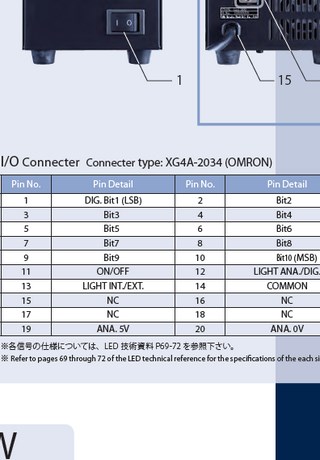 1
15
I/O Connecter Connecter type: XG4A-2034 (OMRON)
Pin No. Pin Detail Pin No. Pin Detail
1 DIG. Bit1 (LSB) 2 Bit2
3 Bit3 4 Bit4
5 Bit5 6 Bit6
7 Bit7 8 Bit8
9 Bit9 10 Bit10 (MSB)
11 ON/OFF 12 LIGHT ANA./DIG.
13 LIGHT INT./EXT. 14 COMMON
15 NC 16 NC
17 NC 18 NC
19 ANA. 5V 20 ANA. 0V
※各信号の仕様については、LED 技術資料 P69-72 を参照下さい。
※ Refer to pages 69 through 72 of the LED technical reference for the specifications of the each si
W